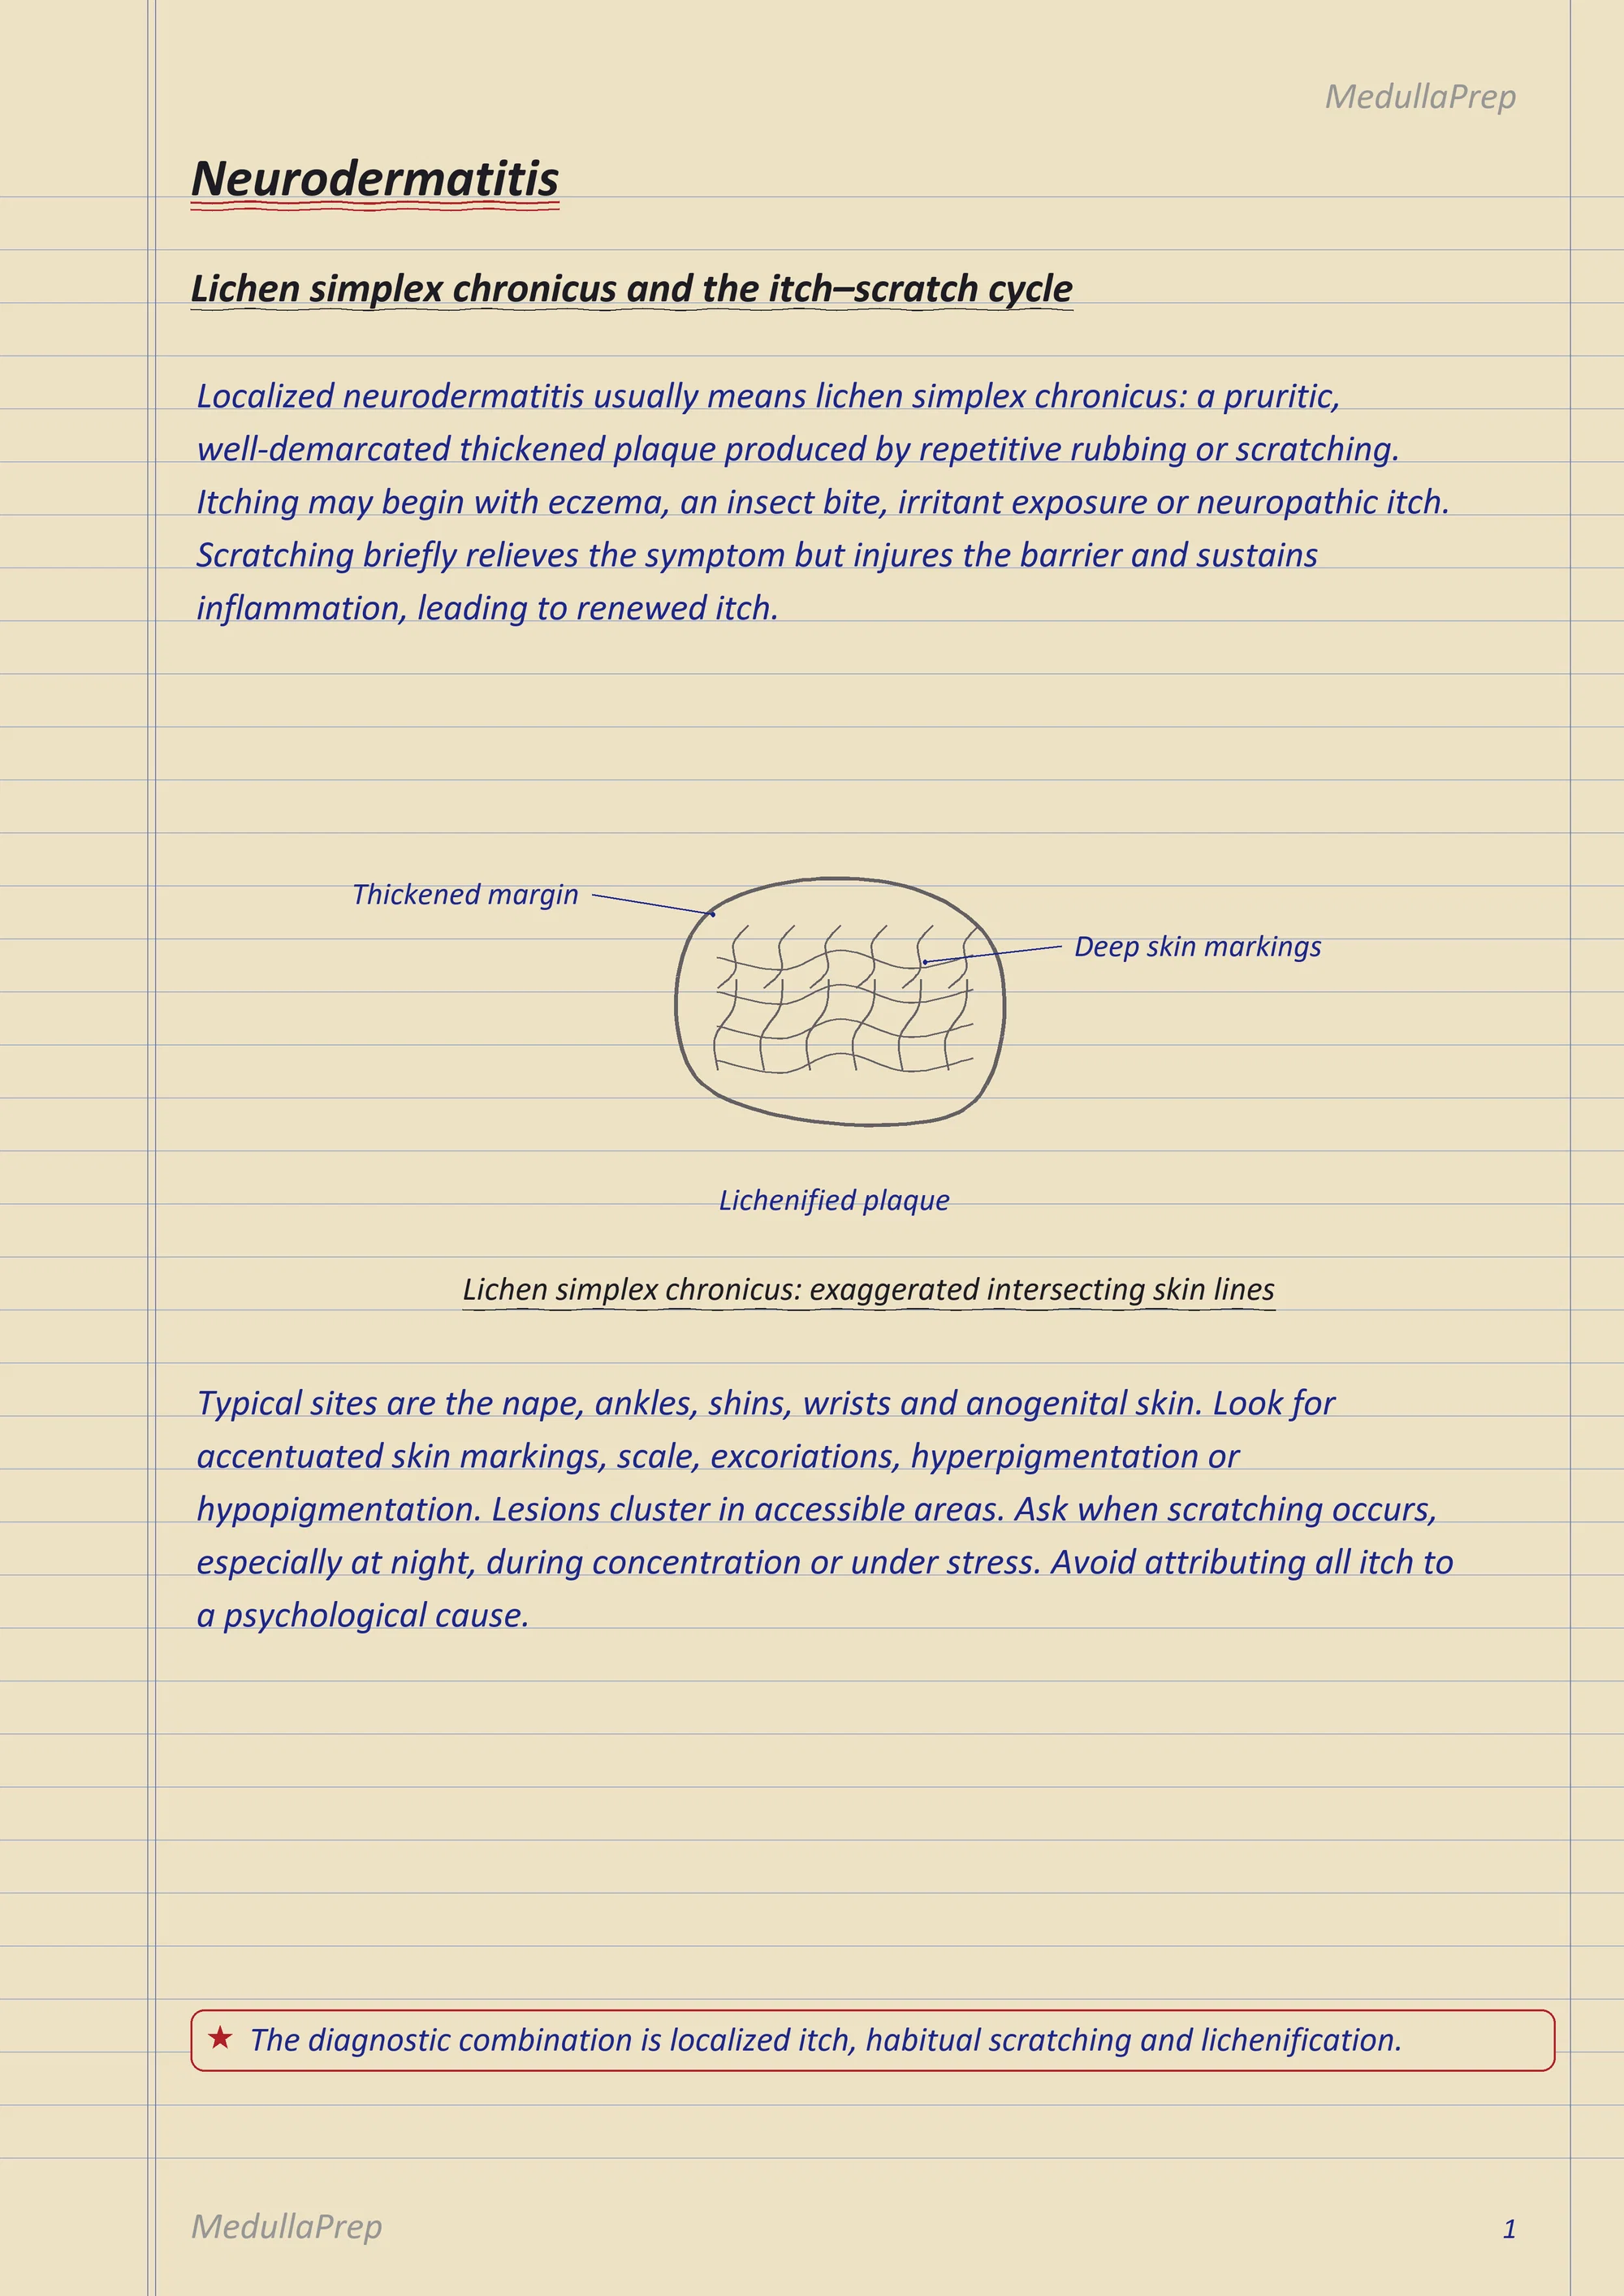 MedullaPrep
Neurodermatitis
Lichen simplex chronicus and the itch–scratch cycle
Localized neurodermatitis usually means lichen simplex chronicus: a pruritic,
well-demarcated thickened plaque produced by repetitive rubbing or scratching.
Itching may begin with eczema, an insect bite, irritant exposure or neuropathic itch.
Scratching briefly relieves the symptom but injures the barrier and sustains
inflammation, leading to renewed itch.
Thickened margin
Deep skin markings
Lichenified plaque
Lichen simplex chronicus: exaggerated intersecting skin lines
Typical sites are the nape, ankles, shins, wrists and anogenital skin. Look for
accentuated skin markings, scale, excoriations, hyperpigmentation or
hypopigmentation. Lesions cluster in accessible areas. Ask when scratching occurs,
especially at night, during concentration or under stress. Avoid attributing all itch to
a psychological cause.
★ The diagnostic combination is localized itch, habitual scratching and lichenification.
MedullaPrep
1